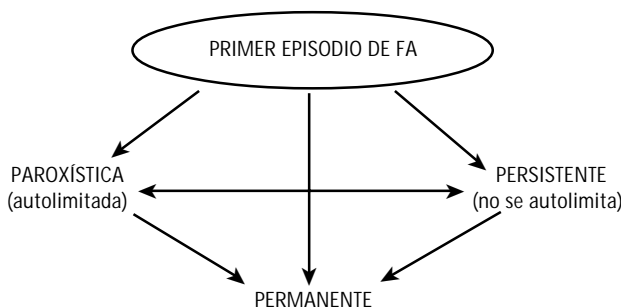 PRIMER EPISODIO DE FA
PAROXÍSTICA
(autolimitada)
PERSISTENTE
(no se autolimita)
PERMANENTE